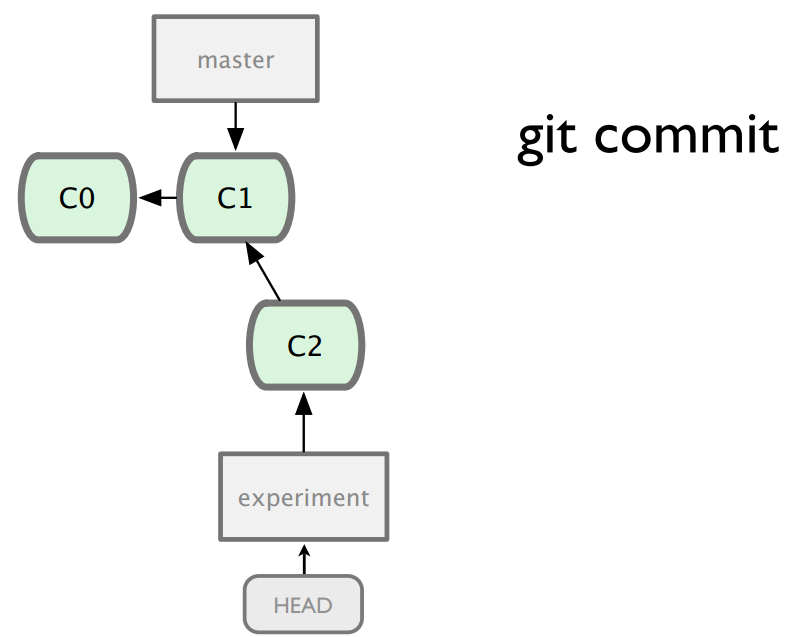 master
git commit
C0
C1
C2
experiment
HEAD